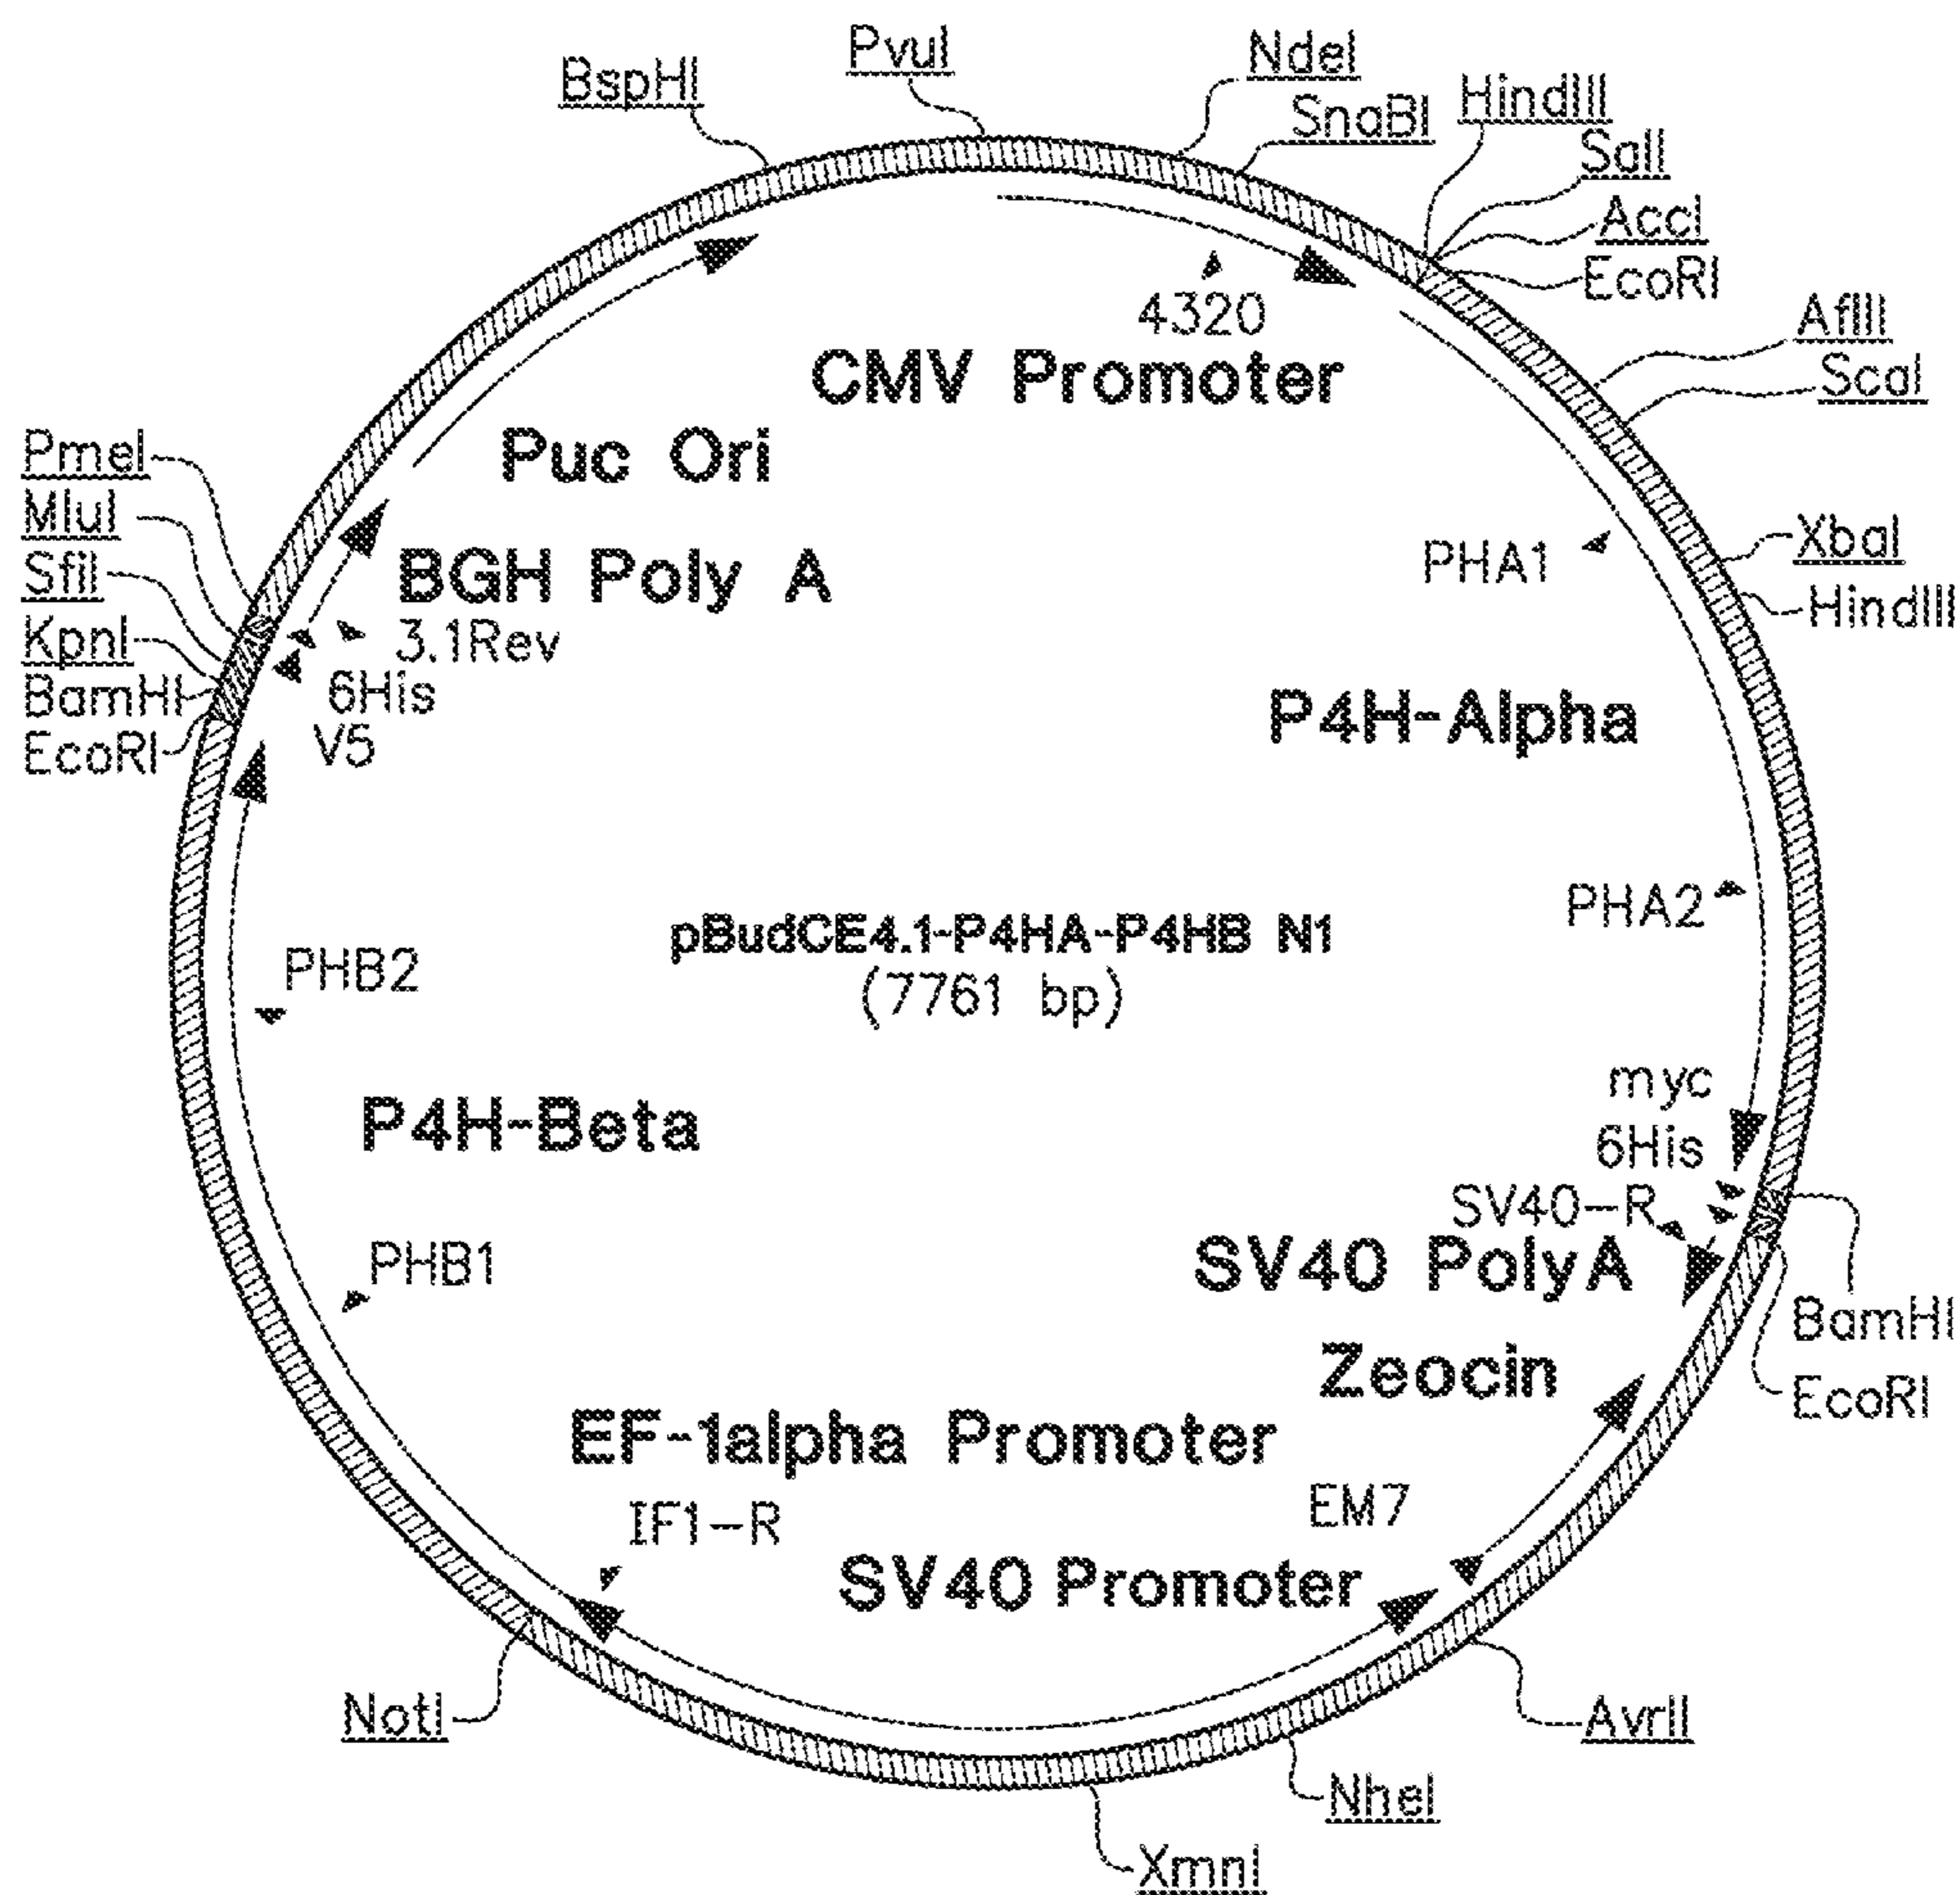 PvuI
NdeI
BspHI
HindIII
SnaBI
SalI
AccI
EcoRI
4320
AflII
CMV Promoter
ScaI
Puc Ori
PmeI
MluI
XbaI
PHA1
BGH Poly A
SfiI
HindIII
KpnI
3.1Rev
BamHI
6His
P4H-Alpha
EcoRI
V5
PHA2
pBudCE4.1-P4HA-P4HB N1
(7761 bp)
PHB2
myc
P4H-Beta
6His
SV40-R
PHB1
SV40 PolyA
BamHI
Zeocin
EcoRI
EF-1alpha Promoter
IF1-R
EM7
SV40 Promoter
NotI
AvrII
NheI
XmnI